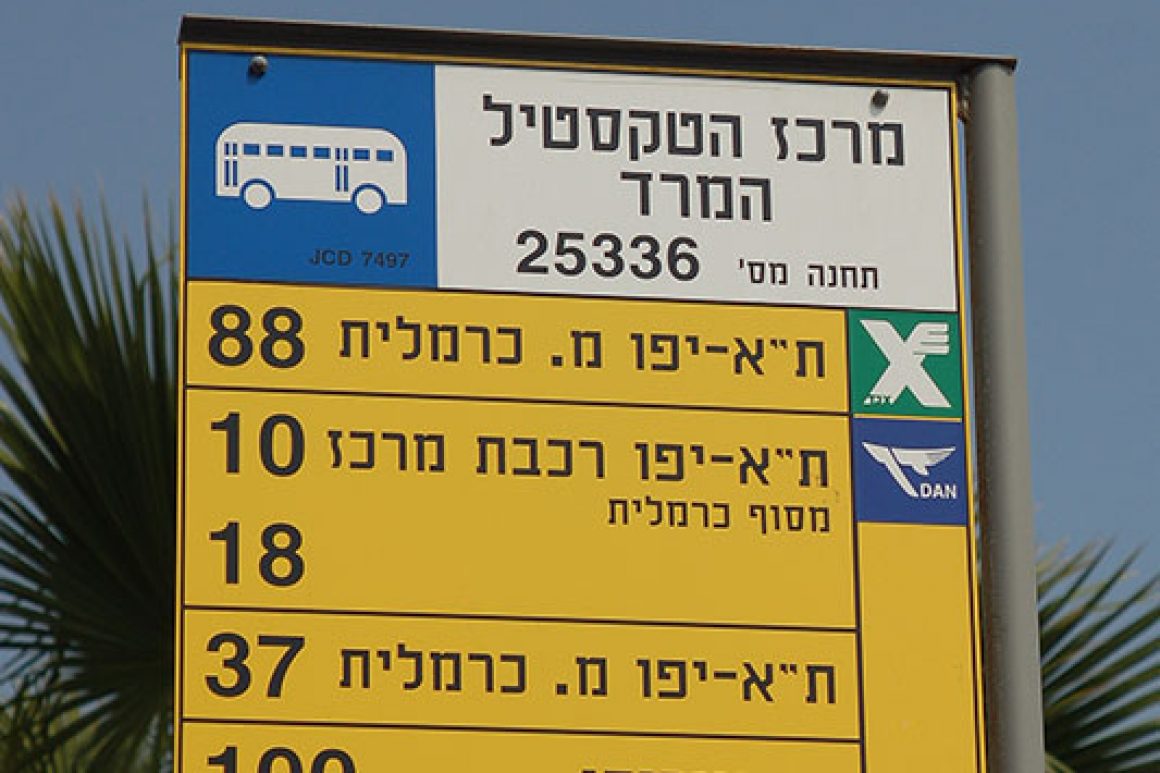 מרכז הטקסטיל
המרד
תחנה מס' 25336
JCD 7497
88 ת״א-יפו מ. כרמלית
10 ת״א-יפו רכבת מרכז
מסוף כרמלית
18
37 ת״א-יפו מ. כרמלית
DAN